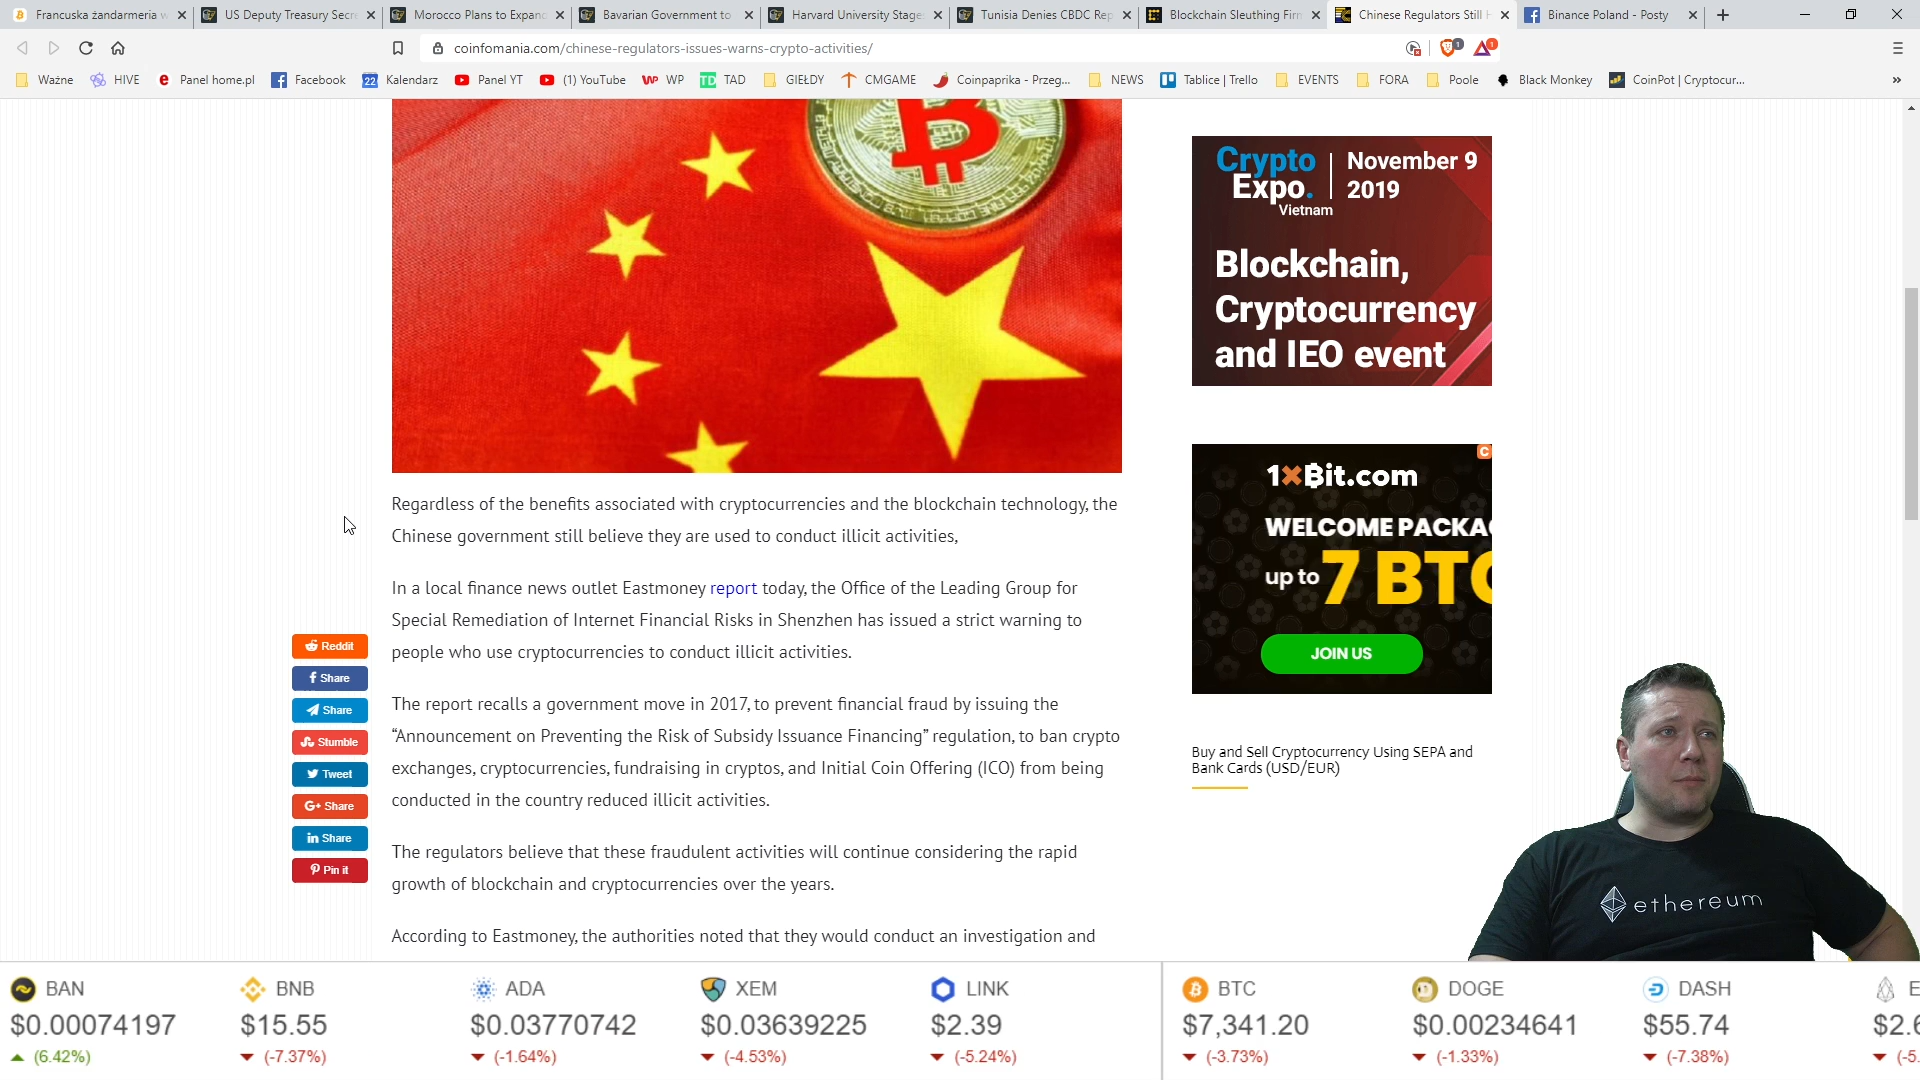 Francuska żandarmeria w
US Deputy Treasury Secre
Morocco Plans to Expand
Bavarian Government to
Harvard University Stage
Tunisia Denies CBDC Rep
Blockchain Sleuthing Firm
Chinese Regulators Still H
Binance Poland - Posty
coinfomania.com/chinese-regulators-issues-warns-crypto-activities/
1
1
Ważne
HIVE
Panel home.pl
Facebook
22 Kalendarz
Panel YT
(1) YouTube
WP WP
TD TAD
GIEŁDY
CMGAME
Coinpaprika - Przeg...
NEWS
Tablice | Trello
EVENTS
FORA
Poole
Black Monkey
CoinPot | Cryptocur...
»
Crypto
Expo.
Vietnam
November 9
2019
Blockchain,
Cryptocurrency
and IEO event
1XBit.com
WELCOME PACKA
up to 7 BTC
JOIN US
Buy and Sell Cryptocurrency Using SEPA and
Bank Cards (USD/EUR)
Regardless of the benefits associated with cryptocurrencies and the blockchain technology, the
Chinese government still believe they are used to conduct illicit activities,
In a local finance news outlet Eastmoney report today, the Office of the Leading Group for
Special Remediation of Internet Financial Risks in Shenzhen has issued a strict warning to
people who use cryptocurrencies to conduct illicit activities.
The report recalls a government move in 2017, to prevent financial fraud by issuing the
“Announcement on Preventing the Risk of Subsidy Issuance Financing” regulation, to ban crypto
exchanges, cryptocurrencies, fundraising in cryptos, and Initial Coin Offering (ICO) from being
conducted in the country reduced illicit activities.
The regulators believe that these fraudulent activities will continue considering the rapid
growth of blockchain and cryptocurrencies over the years.
According to Eastmoney, the authorities noted that they would conduct an investigation and
Reddit
Share
Share
Stumble
Tweet
G+ Share
in Share
Pin it
ethereum
BAN
$0.00074197
(6.42%)
BNB
$15.55
(-7.37%)
ADA
$0.03770742
(-1.64%)
XEM
$0.03639225
(-4.53%)
LINK
$2.39
(-5.24%)
BTC
$7,341.20
(-3.73%)
DOGE
$0.00234641
(-1.33%)
DASH
$55.74
(-7.38%)
E
$2.6
(-5.